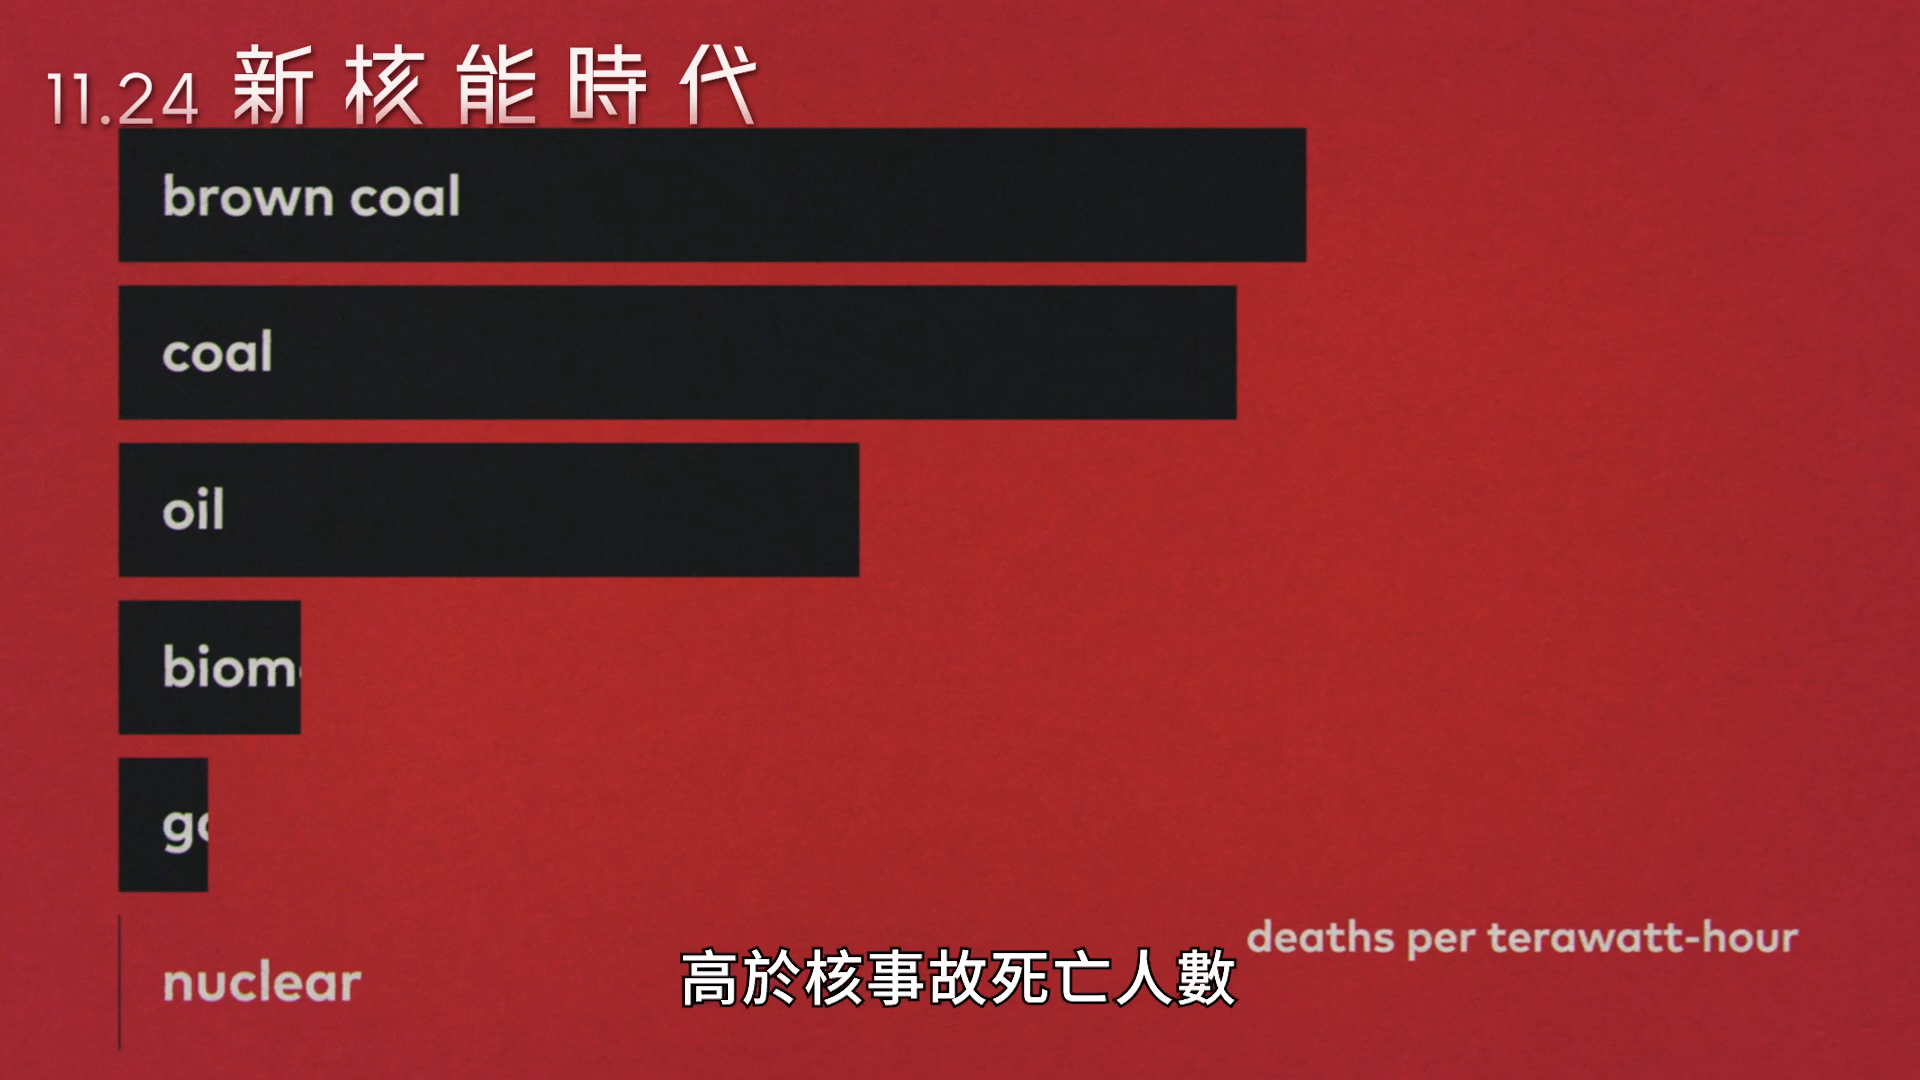 11.24 新核能時代
brown coal
coal
oil
biom
g
deaths per terawatt-hour
nuclear
高於核事故死亡人數